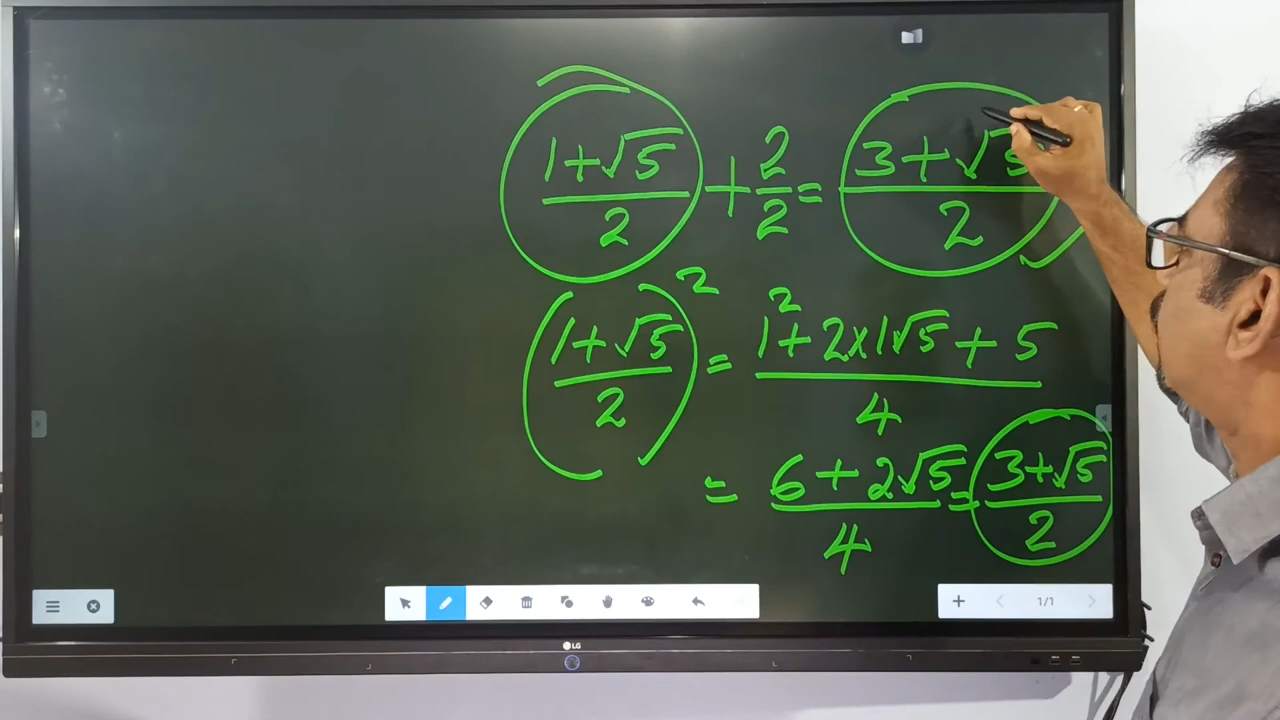 (1+√5)/2 + 2/2 = (3+√5)/2
((1+√5)/2)² = (1²+2×1√5+5)/4
= (6+2√5)/4 = (3+√5)/2
1/1
LG